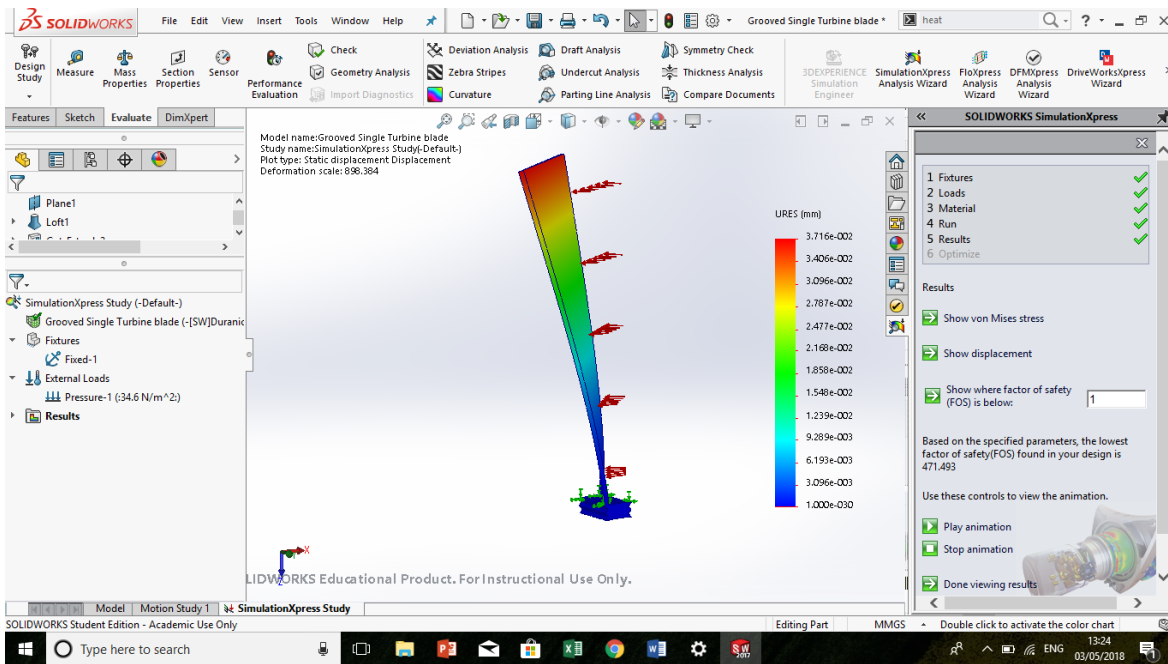 SOLIDWORKS
File Edit View Insert Tools Window Help
Grooved Single Turbine blade *
heat
Design Study
Measure
Mass Properties
Section Properties
Sensor
Performance Evaluation
Check
Geometry Analysis
Import Diagnostics
Deviation Analysis
Zebra Stripes
Curvature
Draft Analysis
Undercut Analysis
Parting Line Analysis
Symmetry Check
Thickness Analysis
Compare Documents
3DEXPERIENCE Simulation Engineer
SimulationXpress Analysis Wizard
FloXpress Analysis Wizard
DFMXpress Analysis Wizard
DriveWorksXpress Wizard
Features Sketch Evaluate DimXpert
Plane1
Loft1
SimulationXpress Study (-Default-)
Grooved Single Turbine blade (-[SW]Duranic
Fixtures
Fixed-1
External Loads
Pressure-1 (:34.6 N/m^2:)
Results
Model name:Grooved Single Turbine blade
Study name:SimulationXpress Study(-Default-)
Plot type: Static displacement Displacement
Deformation scale: 898.384
URES (mm)
3.716e-002
3.406e-002
3.096e-002
2.787e-002
2.477e-002
2.168e-002
1.858e-002
1.548e-002
1.239e-002
9.289e-003
6.193e-003
3.096e-003
1.000e-030
X
Z
LIDWORKS Educational Product. For Instructional Use Only.
SOLIDWORKS SimulationXpress
1 Fixtures
2 Loads
3 Material
4 Run
5 Results
6 Optimize
Results
Show von Mises stress
Show displacement
Show where factor of safety
(FOS) is below:
1
Based on the specified parameters, the lowest
factor of safety(FOS) found in your design is
471.493
Use these controls to view the animation.
Play animation
Stop animation
Done viewing results
Model Motion Study 1 SimulationXpress Study
SOLIDWORKS Student Edition - Academic Use Only
Editing Part MMGS Double click to activate the color chart
Type here to search
SW
2017
ENG
13:24
03/05/2018
1